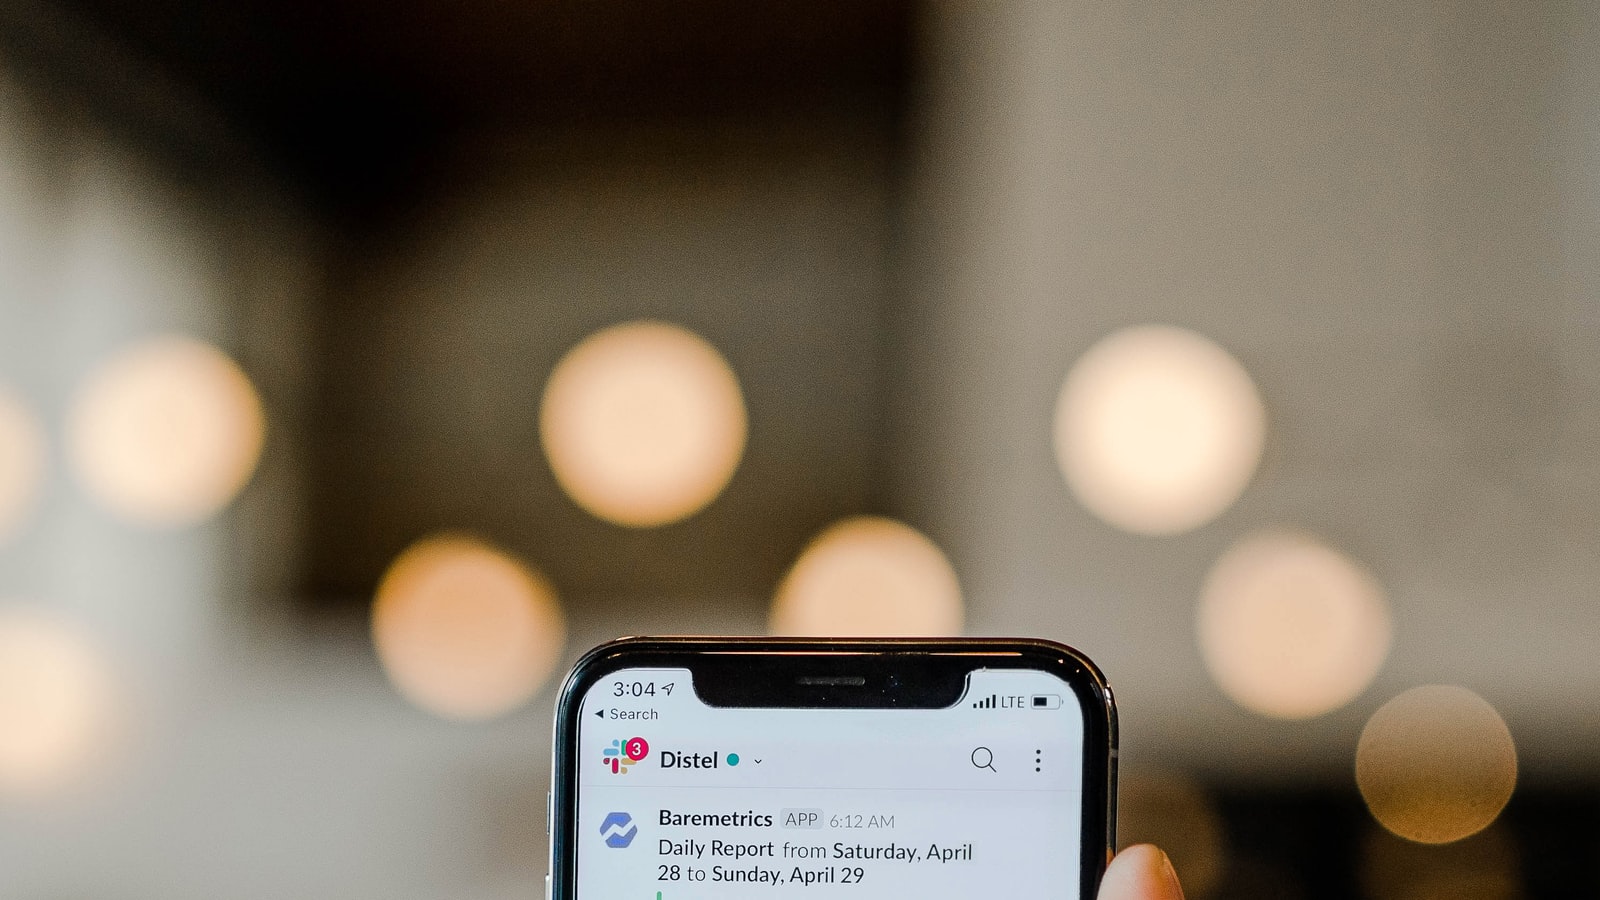 3:04
LTE
◀ Search
3
Distel
Baremetrics APP 6:12 AM
Daily Report from Saturday, April
28 to Sunday, April 29